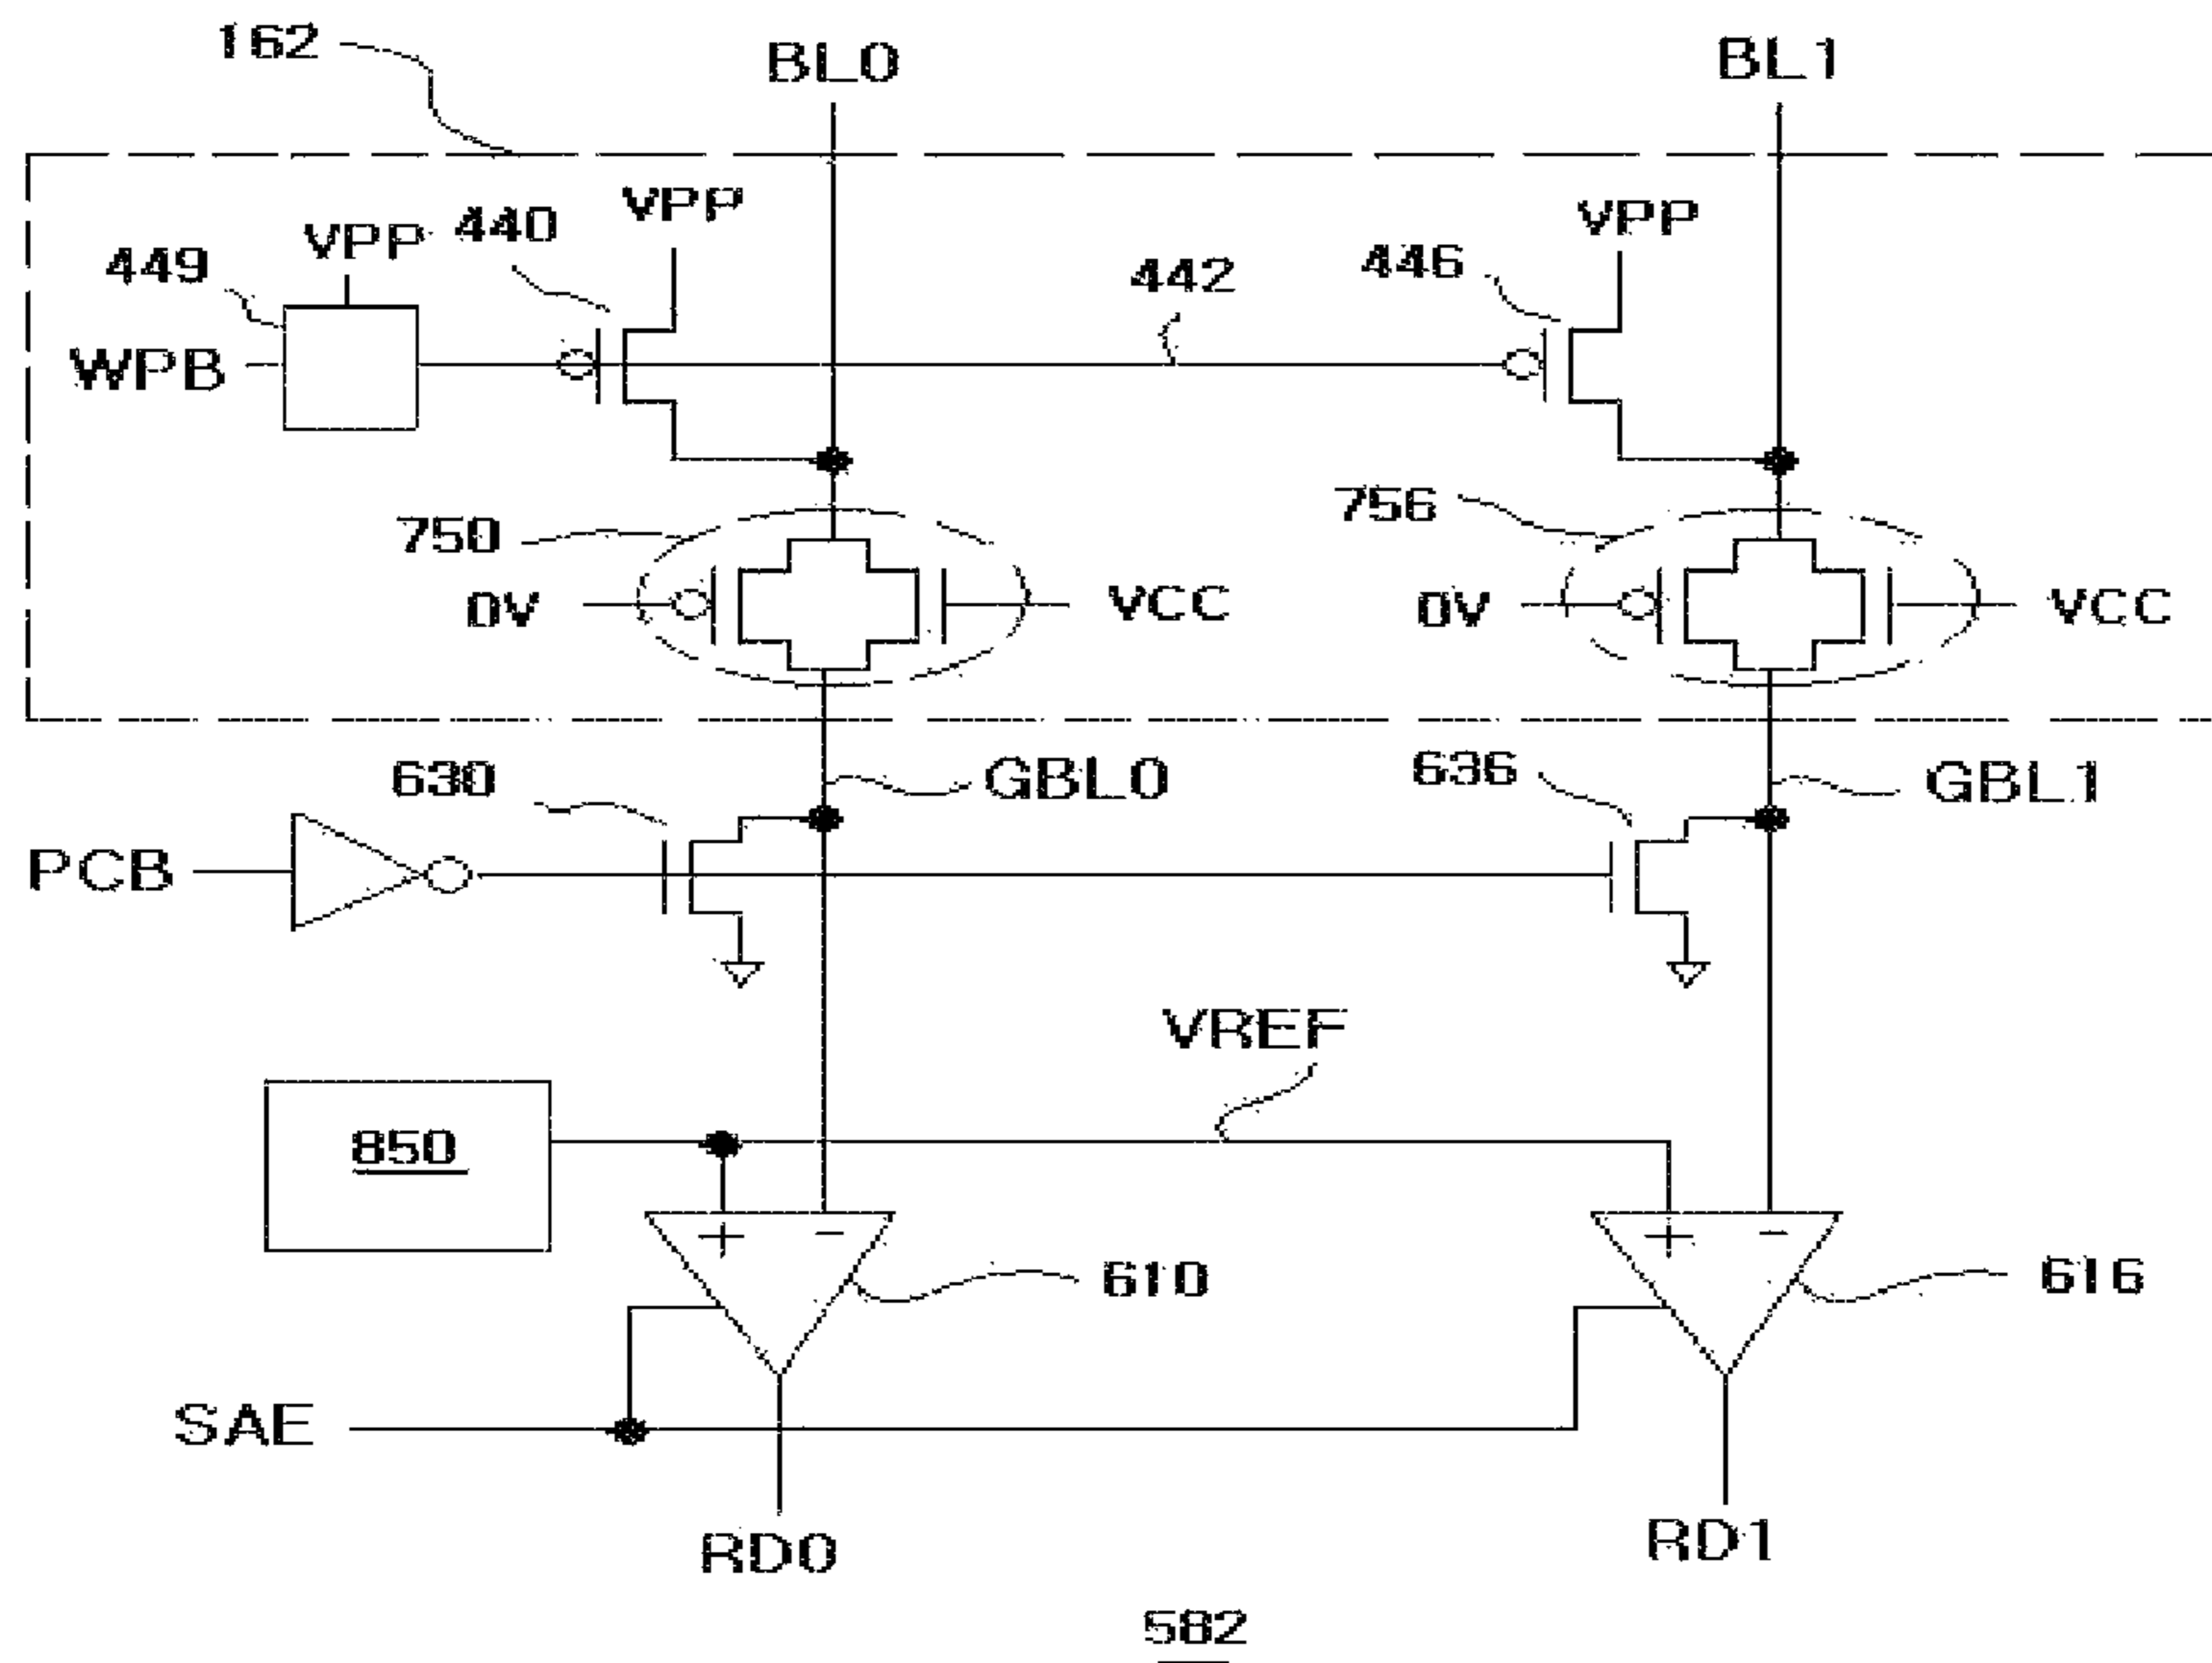 162
BL0
BL1
VPP
440
VPP
VPP
449
446
442
WPB
750
756
0V
VCC
0V
VCC
630
GBL0
636
GBL1
PCB
VREF
850
+
-
+
-
610
616
SAE
RD0
RD1
582